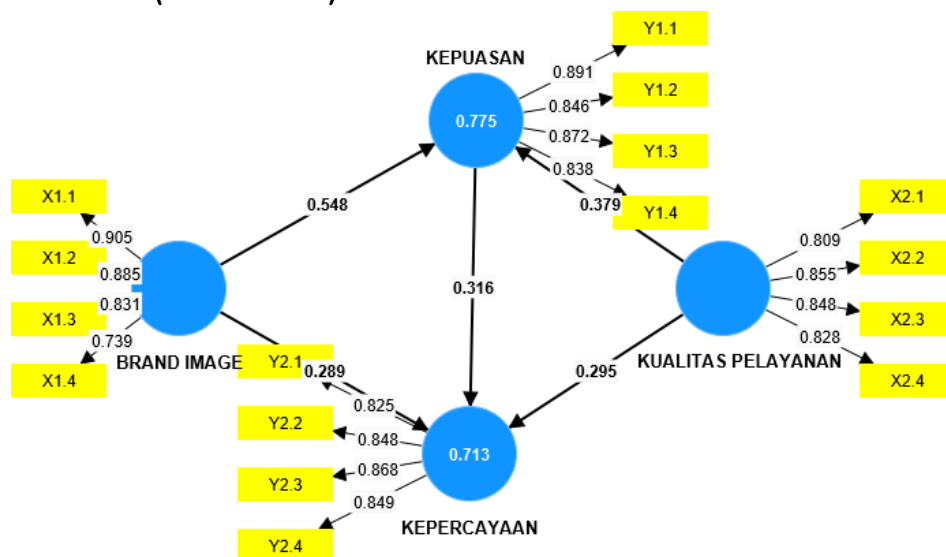 Y1.1
KEPUASAN
0.891
Y1.2
0.846
0.775
0.872
Y1.3
0.838
X1.1
X2.1
0.548
0.379
Y1.4
0.905
0.809
X1.2
X2.2
0.885
0.855
0.316
0.831
0.848
X1.3
X2.3
0.739
0.828
BRAND IMAGE
Y2.1
0.289
0.295
KUALITAS PELAYANAN
X1.4
X2.4
0.825
Y2.2
0.848
0.713
0.868
Y2.3
0.849
KEPERCAYAAN
Y2.4